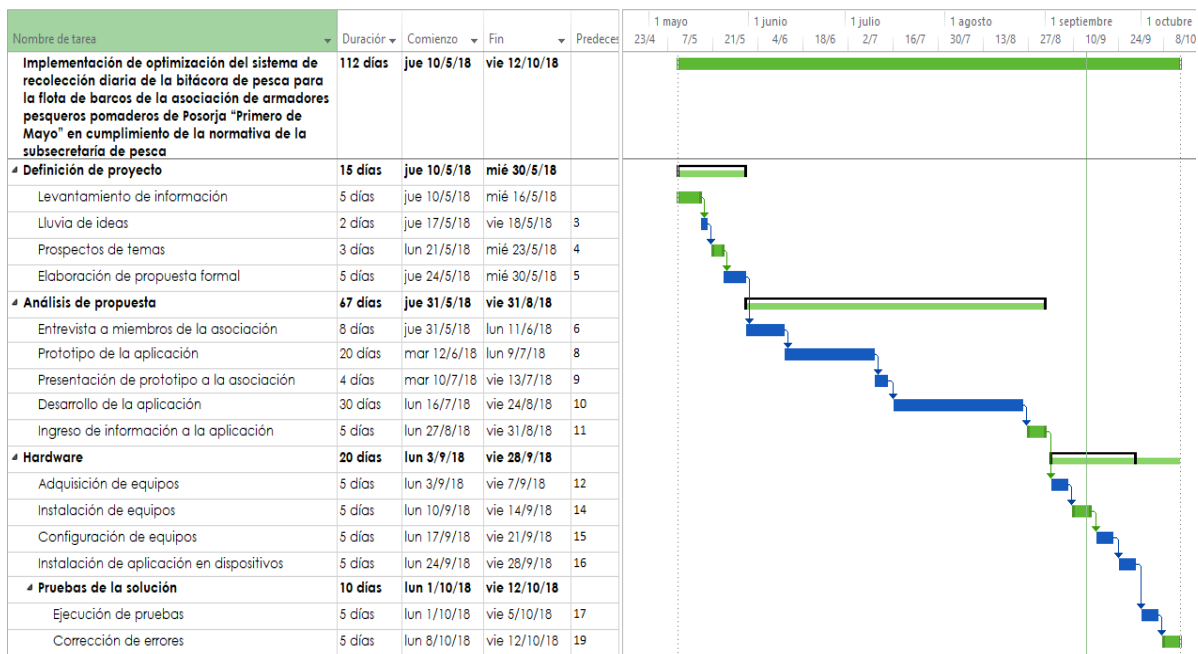 Nombre de tarea Duración Comienzo Fin Predeces
1 mayo 1 junio 1 julio 1 agosto 1 septiembre 1 octubre
23/4 7/5 21/5 4/6 18/6 2/7 16/7 30/7 13/8 27/8 10/9 24/9 8/10
Implementación de optimización del sistema de 112 días jue 10/5/18 vie 12/10/18
recolección diaria de la bitácora de pesca para
la flota de barcos de la asociación de armadores
pesqueros pomaderos de Posorja "Primero de
Mayo" en cumplimiento de la normativa de la
subsecretaría de pesca
Definición de proyecto 15 días jue 10/5/18 mié 30/5/18
Levantamiento de información 5 días jue 10/5/18 mié 16/5/18
Lluvia de ideas 2 días jue 17/5/18 vie 18/5/18 3
Prospectos de temas 3 días lun 21/5/18 mié 23/5/18 4
Elaboración de propuesta formal 5 días jue 24/5/18 mié 30/5/18 5
Análisis de propuesta 67 días jue 31/5/18 vie 31/8/18
Entrevista a miembros de la asociación 8 días jue 31/5/18 lun 11/6/18 6
Prototipo de la aplicación 20 días mar 12/6/18 lun 9/7/18 8
Presentación de prototipo a la asociación 4 días mar 10/7/18 vie 13/7/18 9
Desarrollo de la aplicación 30 días lun 16/7/18 vie 24/8/18 10
Ingreso de información a la aplicación 5 días lun 27/8/18 vie 31/8/18 11
Hardware 20 días lun 3/9/18 vie 28/9/18
Adquisición de equipos 5 días lun 3/9/18 vie 7/9/18 12
Instalación de equipos 5 días lun 10/9/18 vie 14/9/18 14
Configuración de equipos 5 días lun 17/9/18 vie 21/9/18 15
Instalación de aplicación en dispositivos 5 días lun 24/9/18 vie 28/9/18 16
Pruebas de la solución 10 días lun 1/10/18 vie 12/10/18
Ejecución de pruebas 5 días lun 1/10/18 vie 5/10/18 17
Corrección de errores 5 días lun 8/10/18 vie 12/10/18 19